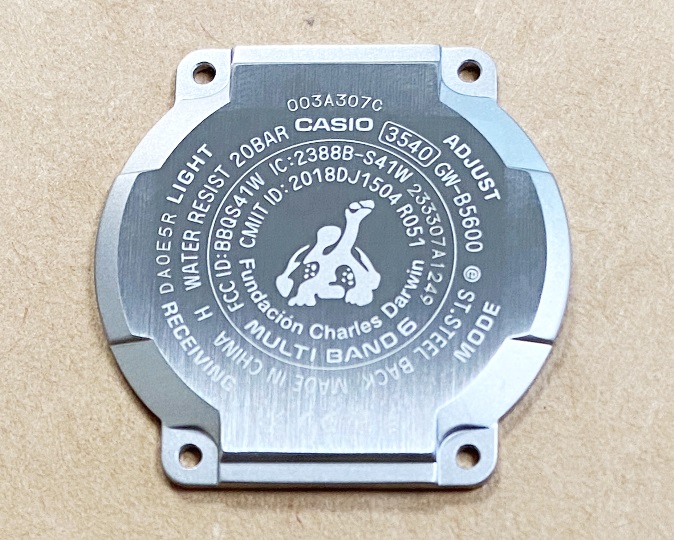 003A307C
CASIO
3540
LIGHT
ADJUST
RECEIVING
MODE
DA0E5R
H WATER RESIST 20BAR
GW-B5600
ST.STEEL BACK MADE IN CHINA
FCC ID:BBQS41W IC:2388B-S41W 233307A1249
CMIIT ID: 2018DJ1504 R051
Fundación Charles Darwin
MULTI BAND 6